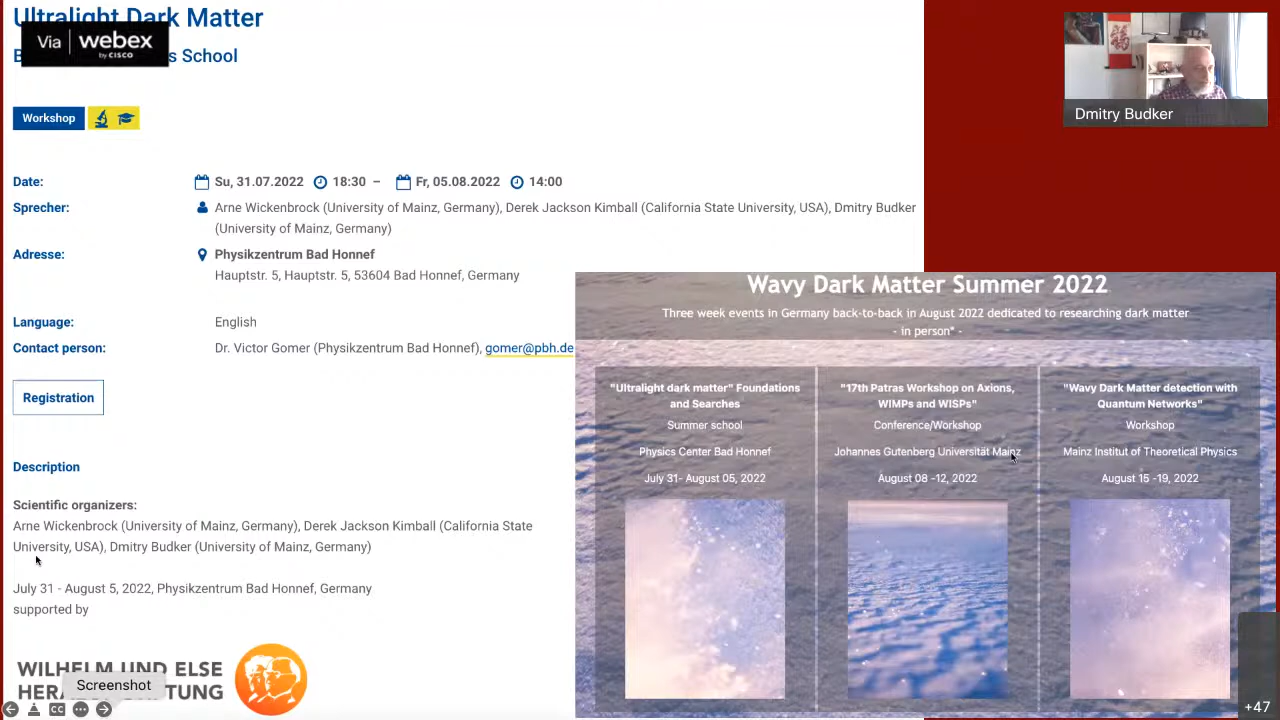 Ultralight Dark Matter
Via webex
by CISCO
s School
Workshop
Date:
Su, 31.07.2022 18:30 – Fr, 05.08.2022 14:00
Sprecher:
Arne Wickenbrock (University of Mainz, Germany), Derek Jackson Kimball (California State University, USA), Dmitry Budker
(University of Mainz, Germany)
Adresse:
Physikzentrum Bad Honnef
Hauptstr. 5, Hauptstr. 5, 53604 Bad Honnef, Germany
Language:
English
Contact person:
Dr. Victor Gomer (Physikzentrum Bad Honnef), gomer@pbh.de
Registration
Description
Scientific organizers:
Arne Wickenbrock (University of Mainz, Germany), Derek Jackson Kimball (California State
University, USA), Dmitry Budker (University of Mainz, Germany)
July 31 - August 5, 2022, Physikzentrum Bad Honnef, Germany
supported by
WILHELM UND ELSE
Screenshot
CC
Dmitry Budker
Wavy Dark Matter Summer 2022
Three week events in Germany back-to-back in August 2022 dedicated to researching dark matter
- in person* -
"Ultralight dark matter" Foundations
and Searches
Summer school
Physics Center Bad Honnef
July 31- August 05, 2022
"17th Patras Workshop on Axions,
WIMPs and WISPs"
Conference/Workshop
Johannes Gutenberg Universität Mainz
August 08 -12, 2022
"Wavy Dark Matter detection with
Quantum Networks"
Workshop
Mainz Institut of Theoretical Physics
August 15 -19, 2022
+47